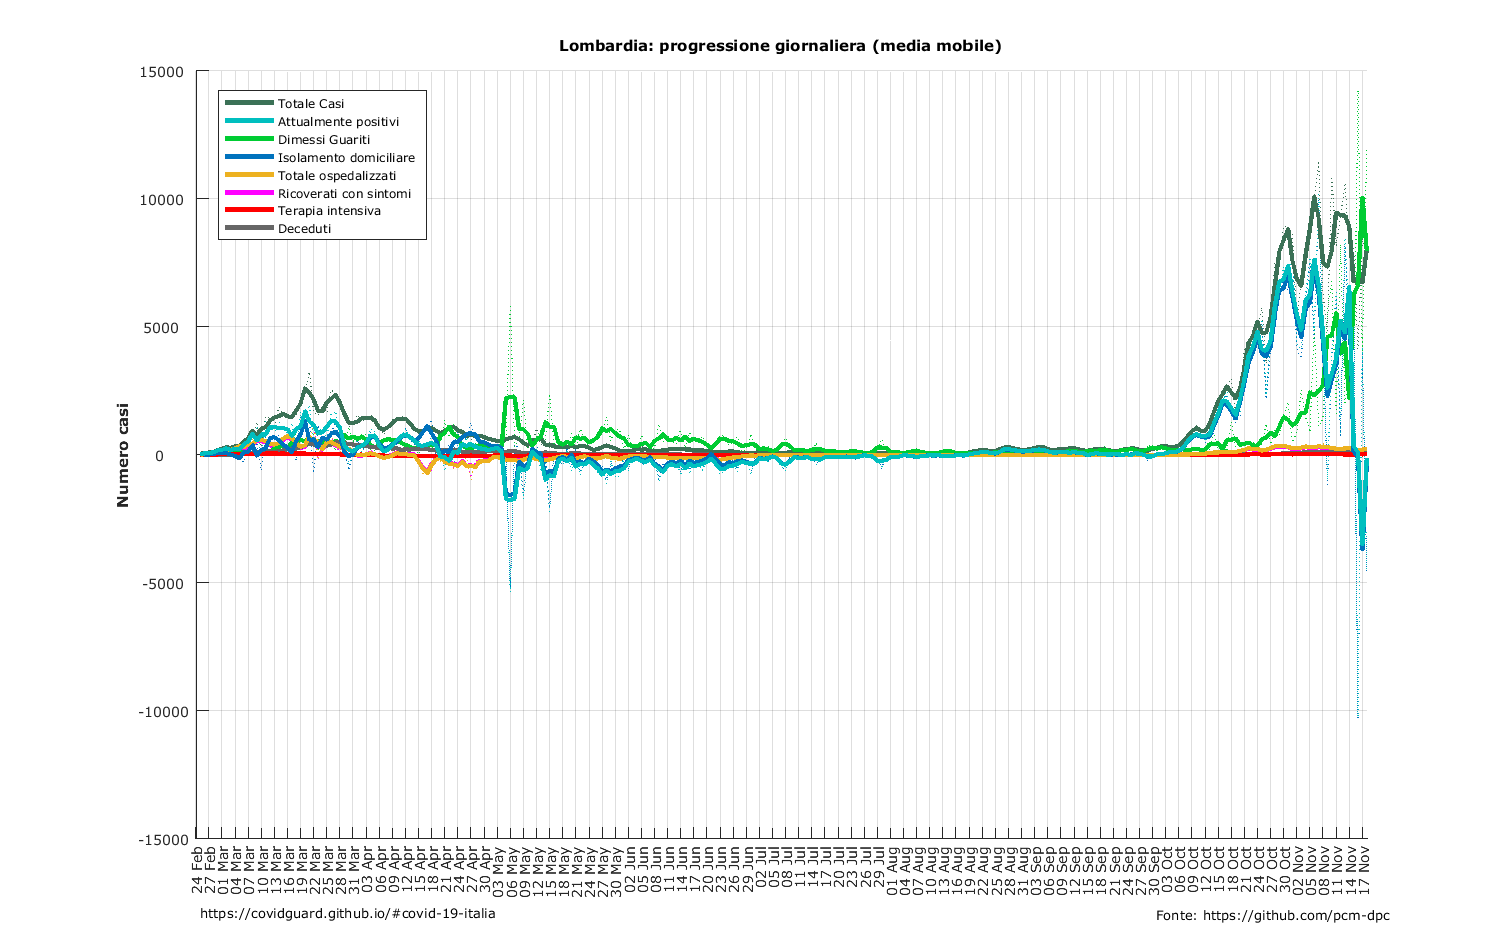 Lombardia: progressione giornaliera (media mobile)
15000
10000
5000
0
-5000
-10000
-15000
Numero casi
Totale Casi
Attualmente positivi
Dimessi Guariti
Isolamento domiciliare
Totale ospedalizzati
Ricoverati con sintomi
Terapia intensiva
Deceduti
24 Feb
27 Feb
01 Mar
04 Mar
07 Mar
10 Mar
13 Mar
16 Mar
19 Mar
22 Mar
25 Mar
28 Mar
31 Mar
03 Apr
06 Apr
09 Apr
12 Apr
15 Apr
18 Apr
21 Apr
24 Apr
27 Apr
30 Apr
03 May
06 May
09 May
12 May
15 May
18 May
21 May
24 May
27 May
30 May
02 Jun
05 Jun
08 Jun
11 Jun
14 Jun
17 Jun
20 Jun
23 Jun
26 Jun
29 Jun
02 Jul
05 Jul
08 Jul
11 Jul
14 Jul
17 Jul
20 Jul
23 Jul
26 Jul
29 Jul
01 Aug
04 Aug
07 Aug
10 Aug
13 Aug
16 Aug
19 Aug
22 Aug
25 Aug
28 Aug
31 Aug
03 Sep
06 Sep
09 Sep
12 Sep
15 Sep
18 Sep
21 Sep
24 Sep
27 Sep
30 Sep
03 Oct
06 Oct
09 Oct
12 Oct
15 Oct
18 Oct
21 Oct
24 Oct
27 Oct
30 Oct
02 Nov
05 Nov
08 Nov
11 Nov
14 Nov
17 Nov
https://covidguard.github.io/#covid-19-italia
Fonte: https://github.com/pcm-dpc